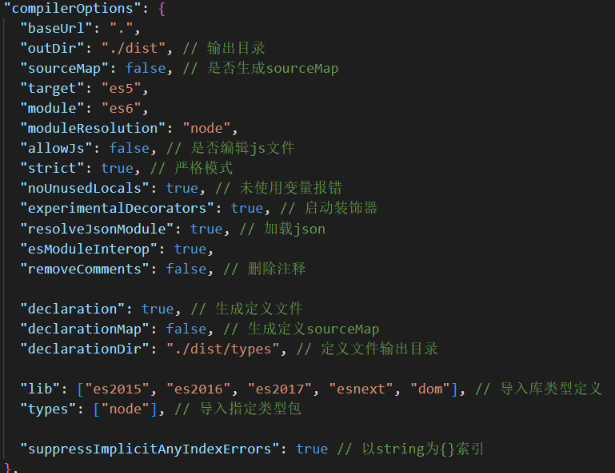 "compilerOptions": {
"baseUrl": ".",
"outDir": "./dist", // 输出目录
"sourceMap": false, // 是否生成sourceMap
"target": "es5",
"module": "es6",
"moduleResolution": "node",
"allowJs": false, // 是否编辑js文件
"strict": true, // 严格模式
"noUnusedLocals": true, // 未使用变量报错
"experimentalDecorators": true, // 启动装饰器
"resolveJsonModule": true, // 加载json
"esModuleInterop": true,
"removeComments": false, // 删除注释
"declaration": true, // 生成定义文件
"declarationMap": false, // 生成定义sourceMap
"declarationDir": "./dist/types", // 定义文件输出目录
"lib": ["es2015", "es2016", "es2017", "esnext", "dom"], // 导入库类型定义
"types": ["node"], // 导入指定类型包
"suppressImplicitAnyIndexErrors": true // 以string为{}索引
},